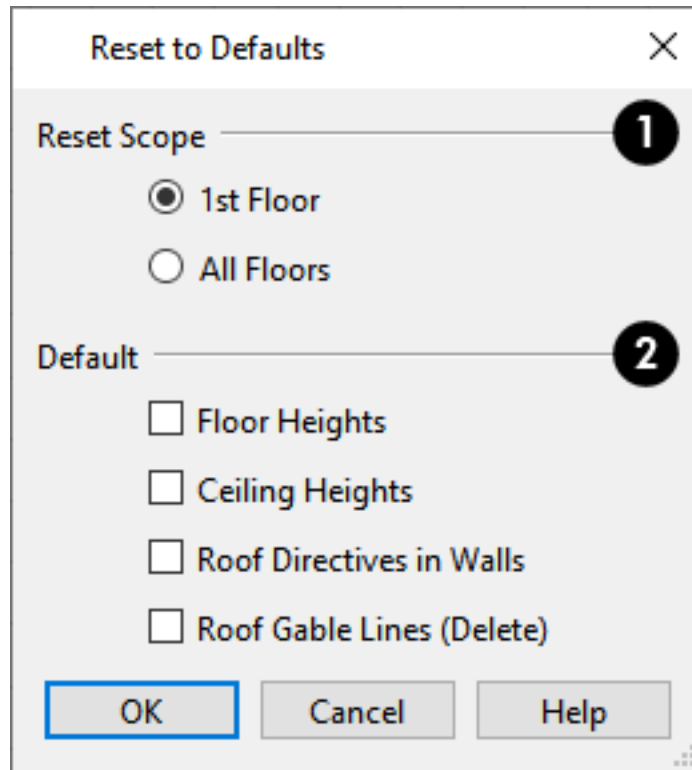 Reset to Defaults
Reset Scope 1
1st Floor
All Floors
Default 2
Floor Heights
Ceiling Heights
Roof Directives in Walls
Roof Gable Lines (Delete)
OK Cancel Help